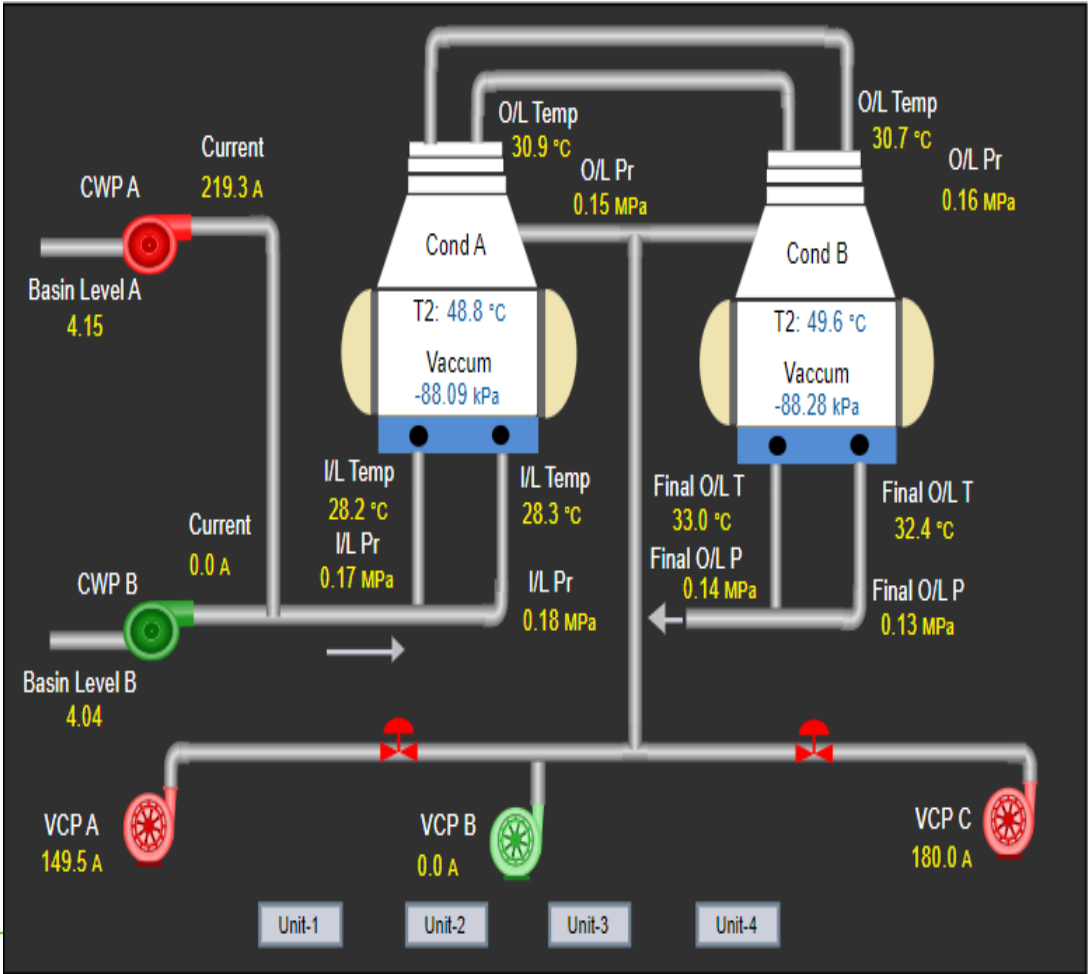 O/L Temp
30.9 °C
O/L Pr
0.15 MPa
O/L Temp
30.7 °C
O/L Pr
0.16 MPa
Current
219.3 A
CWP A
Basin Level A
4.15
Cond A
T2: 48.8 °C
Vaccum
-88.09 kPa
Cond B
T2: 49.6 °C
Vaccum
-88.28 kPa
I/L Temp
28.2 °C
I/L Pr
0.17 MPa
I/L Temp
28.3 °C
I/L Pr
0.18 MPa
Final O/L T
33.0 °C
Final O/L P
0.14 MPa
Final O/L T
32.4 °C
Final O/L P
0.13 MPa
Current
0.0 A
CWP B
Basin Level B
4.04
VCP A
149.5 A
VCP B
0.0 A
VCP C
180.0 A
Unit-1
Unit-2
Unit-3
Unit-4